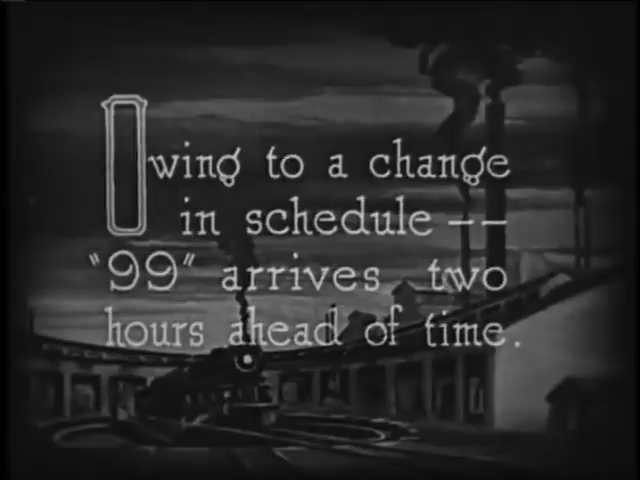 Owing to a change
in schedule --
"99" arrives two
hours ahead of time.